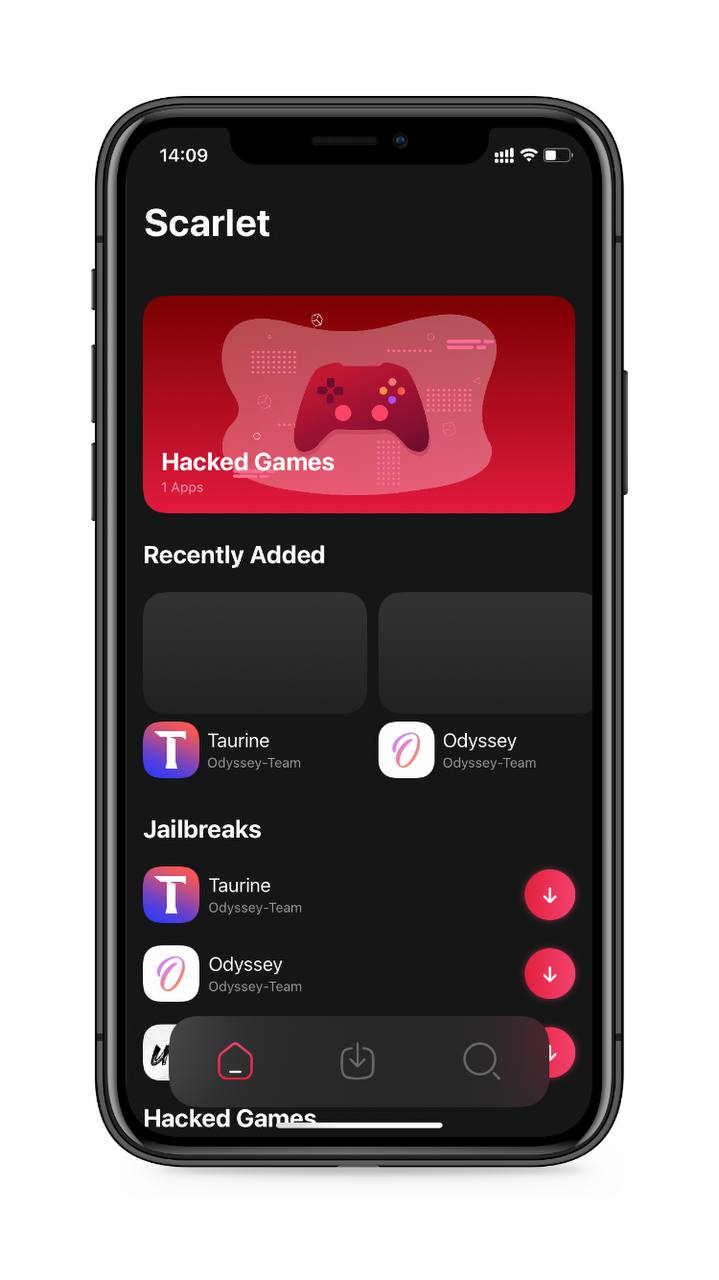 14:09
Scarlet
Hacked Games
1 Apps
Recently Added
Taurine
Odyssey-Team
Odyssey
Odyssey-Team
Jailbreaks
T Taurine
Odyssey-Team
Odyssey
Odyssey-Team
Hacked Games